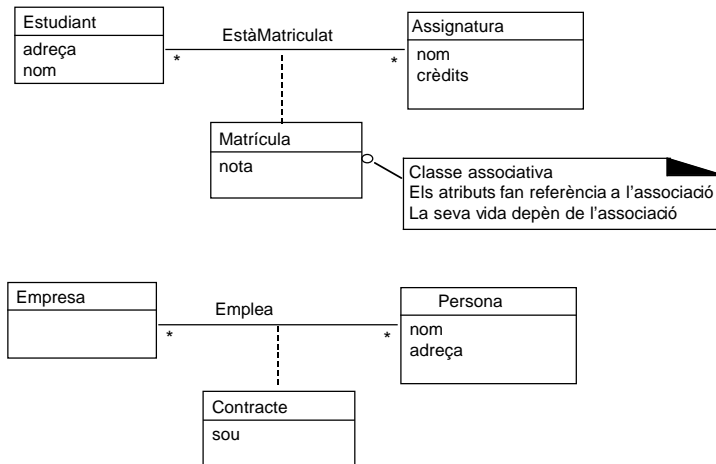 Estudiant
adreça
nom
EstàMatriculat
*
*
Assignatura
nom
crèdits
Matrícula
nota
Classe associativa
Els atributs fan referència a l'associació
La seva vida depèn de l'associació
Empresa
Emplea
*
*
Persona
nom
adreça
Contracte
sou